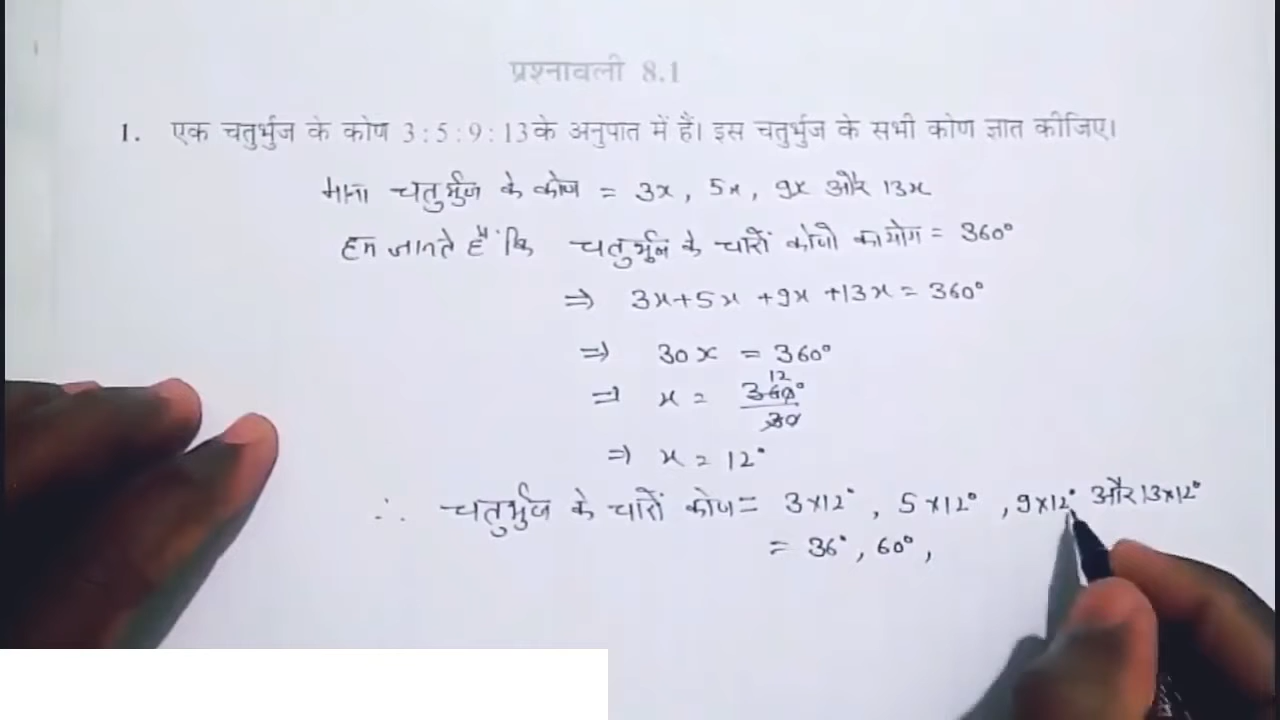 प्रश्नावली 8.1
1. एक चतुर्भुज के कोण 3 : 5 : 9 : 13 के अनुपात में हैं। इस चतुर्भुज के सभी कोण ज्ञात कीजिए।
माना चतुर्भुज के कोण = 3x, 5x, 9x और 13x
हम जानते हैं कि चतुर्भुज के चारों कोणो का योग = 360°
⇒ 3x+5x+9x+13x = 360°
⇒ 30x = 360°
12
⇒ x = 360°/30
⇒ x = 12°
∴ चतुर्भुज के चारों कोण = 3×12°, 5×12°, 9×12° और 13×12°
= 36°, 60°,